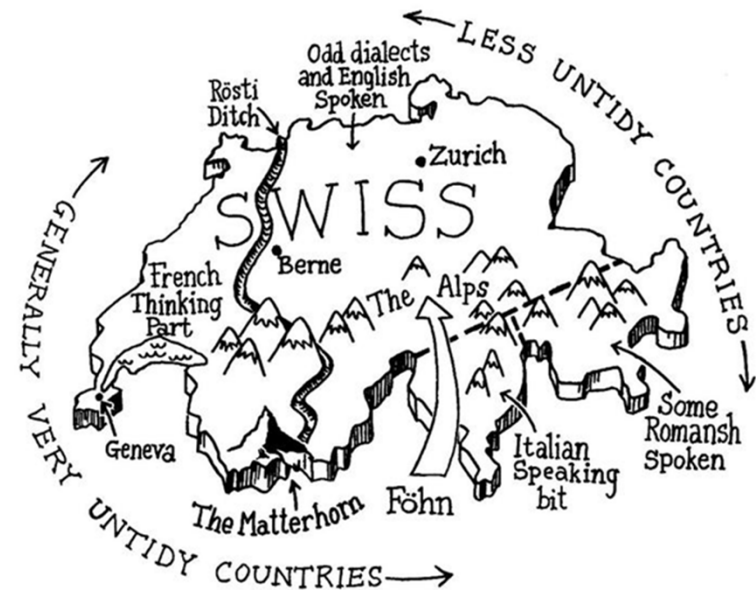 LESS UNTIDY COUNTRIES
Odd dialects
and English
Spoken
Rösti
Ditch
Zurich
SWISS
Berne
GENERALLY VERY UNTIDY COUNTRIES
French
Thinking
Part
The Alps
Geneva
The Matterhorn
Föhn
Italian
Speaking
bit
Some
Romansh
Spoken